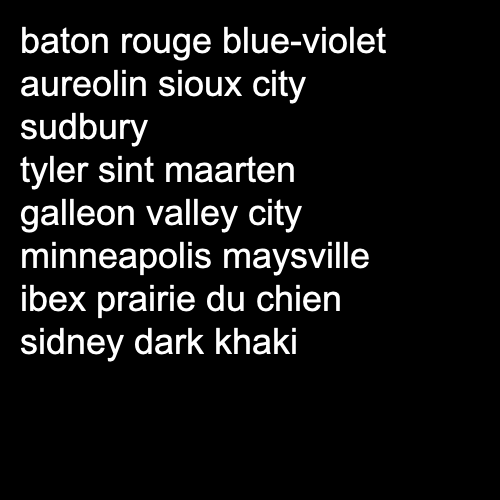 baton rouge blue-violet
aureolin sioux city
sudbury
tyler sint maarten
galleon valley city
minneapolis maysville
ibex prairie du chien
sidney dark khaki